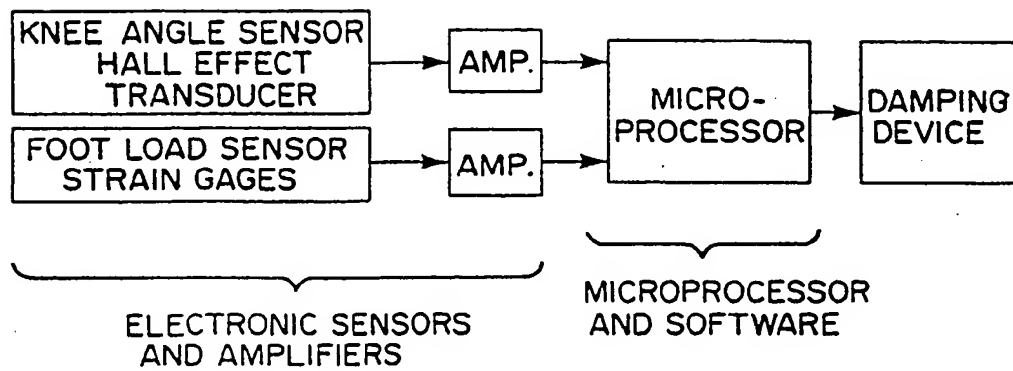 KNEE ANGLE SENSOR
HALL EFFECT
TRANSDUCER
AMP.
FOOT LOAD SENSOR
STRAIN GAGES
AMP.
MICRO-
PROCESSOR
DAMPING
DEVICE
ELECTRONIC SENSORS
AND AMPLIFIERS
MICROPROCESSOR
AND SOFTWARE